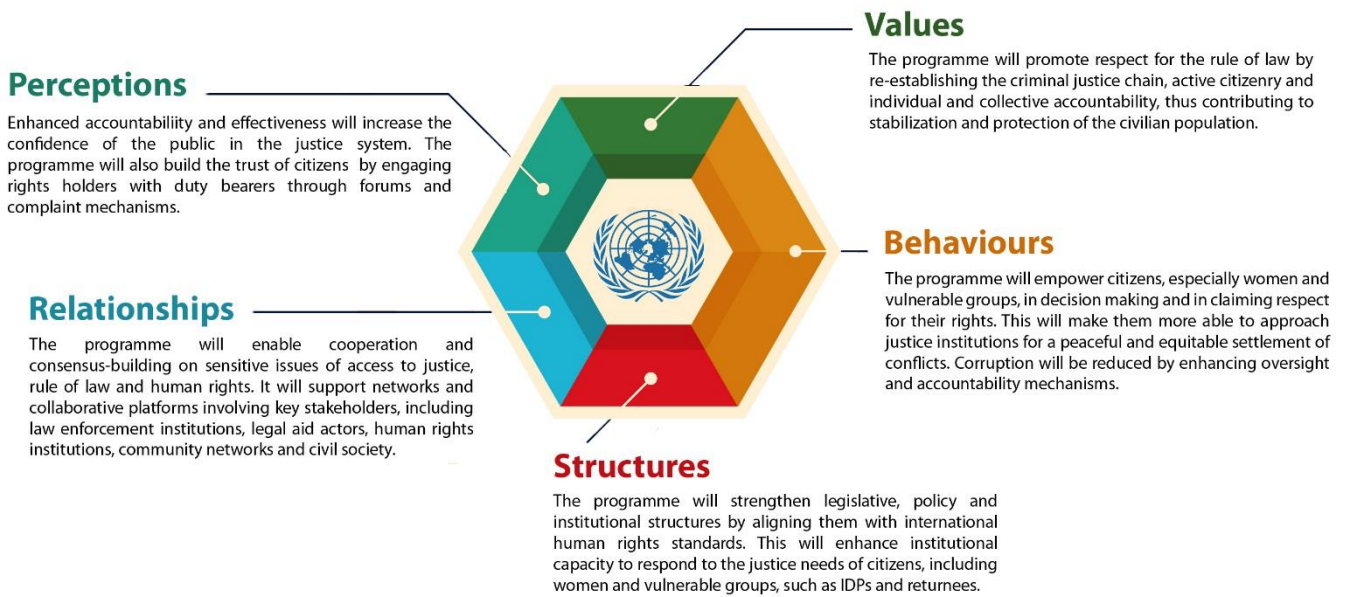 Values
The programme will promote respect for the rule of law by
re-establishing the criminal justice chain, active citizenry and
individual and collective accountability, thus contributing to
stabilization and protection of the civilian population.
Perceptions
Enhanced accountabiliity and effectiveness will increase the
confidence of the public in the justice system. The
programme will also build the trust of citizens by engaging
rights holders with duty bearers through forums and
complaint mechanisms.
Behaviours
The programme will empower citizens, especially women and
vulnerable groups, in decision making and in claiming respect
for their rights. This will make them more able to approach
justice institutions for a peaceful and equitable settlement of
conflicts. Corruption will be reduced by enhancing oversight
and accountability mechanisms.
Relationships
The programme will enable cooperation and
consensus-building on sensitive issues of access to justice,
rule of law and human rights. It will support networks and
collaborative platforms involving key stakeholders, including
law enforcement institutions, legal aid actors, human rights
institutions, community networks and civil society.
Structures
The programme will strengthen legislative, policy and
institutional structures by aligning them with international
human rights standards. This will enhance institutional
capacity to respond to the justice needs of citizens, including
women and vulnerable groups, such as IDPs and returnees.